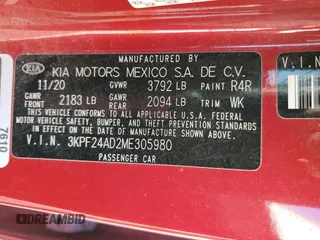 KIA KIA MOTORS MEXICO S.A. DE C.V.
11/20 GVWR 3792 LB PAINT R4R
GAWR FRONT 2183 LB GAWR REAR 2094 LB TRIM WK
THIS VEHICLE CONFORMS TO ALL APPLICABLE U.S.
FEDERAL MOTOR VEHICLE SAFETY, BUMPER, AND THEFT
PREVENTION STANDARDS IN EFFECT ON THE DATE OF
MANUFACTURE SHOWN ABOVE.
V.I.N. 3KPF24AD2ME305980
PASSENGER CAR
7610
V.I.N.
DREAMBID